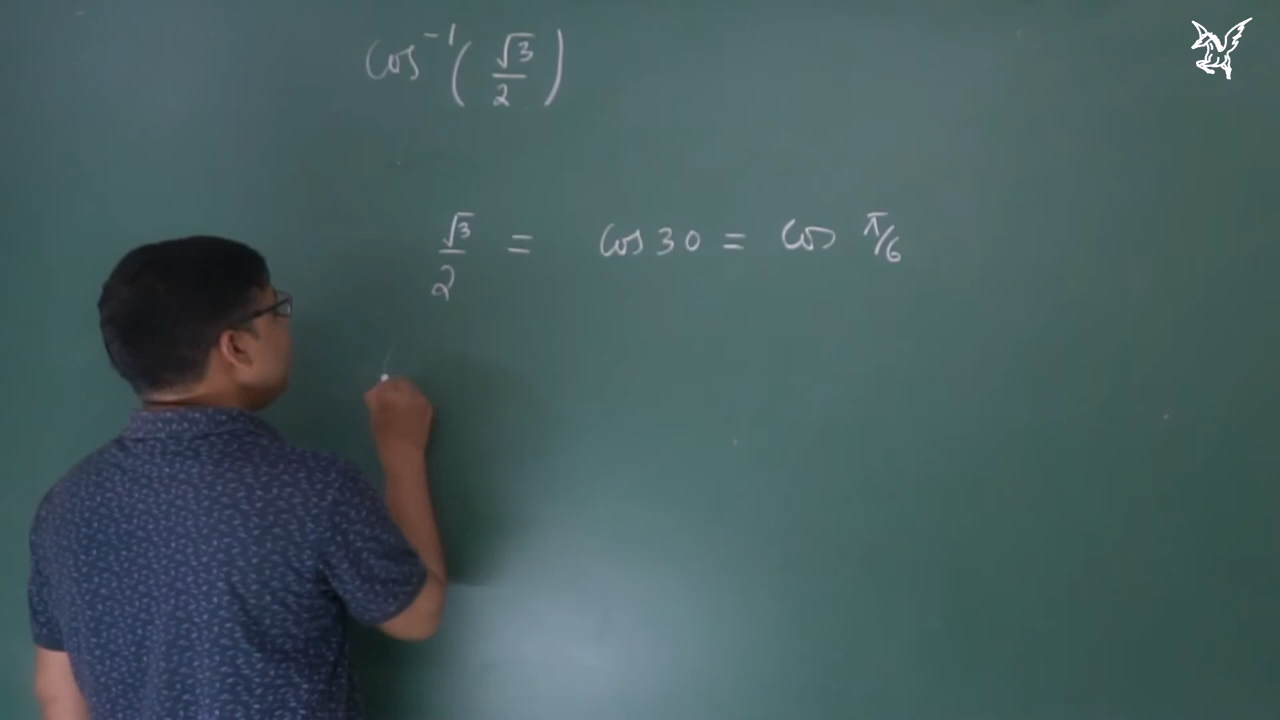 cos⁻¹(√3/2)
√3/2 = cos 30 = cos π/6